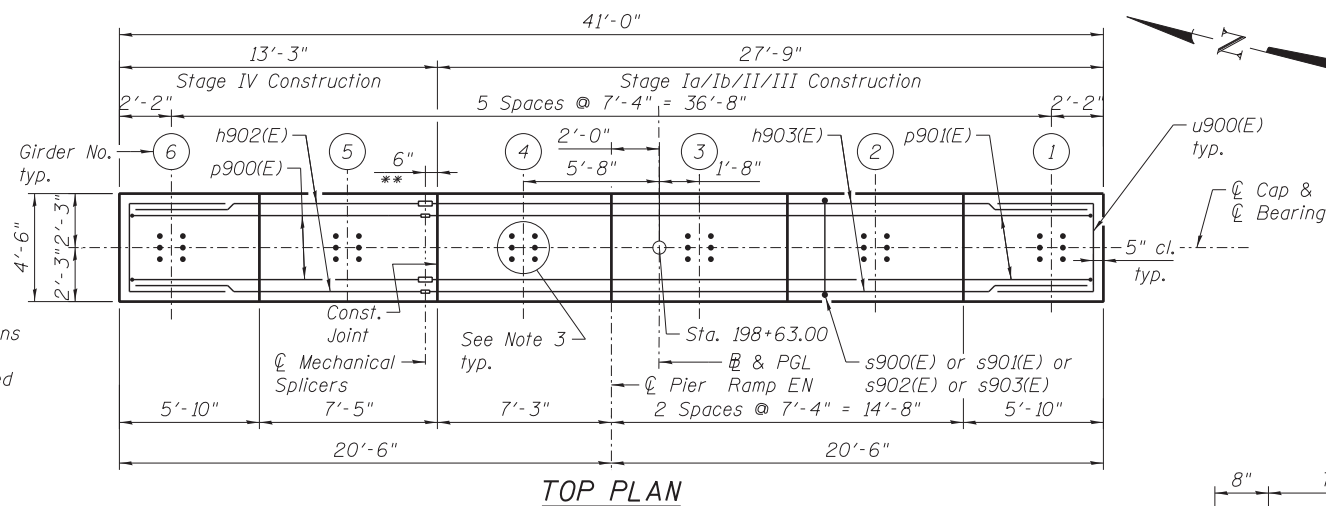 41'-0"
13'-3"
27'-9"
Stage IV Construction
Stage Ia/Ib/II/III Construction
N
2'-2"
5 Spaces @ 7'-4" = 36'-8"
2'-2"
Girder No.
typ.
6
h902(E)
5
p900(E)
6"
**
4
2'-0"
5'-8"
3
1'-8"
h903(E)
2
p901(E)
1
u900(E)
typ.
℄ Cap &
℄ Bearing
4'-6"
2'-3"
2'-3"
5" cl.
typ.
ns
ed
Const.
Joint
℄ Mechanical
Splicers
See Note 3
typ.
Sta. 198+63.00
℄ Pier
& PGL
Ramp EN
s900(E) or s901(E) or
s902(E) or s903(E)
5'-10"
7'-5"
7'-3"
2 Spaces @ 7'-4" = 14'-8"
5'-10"
20'-6"
20'-6"
TOP PLAN
8"